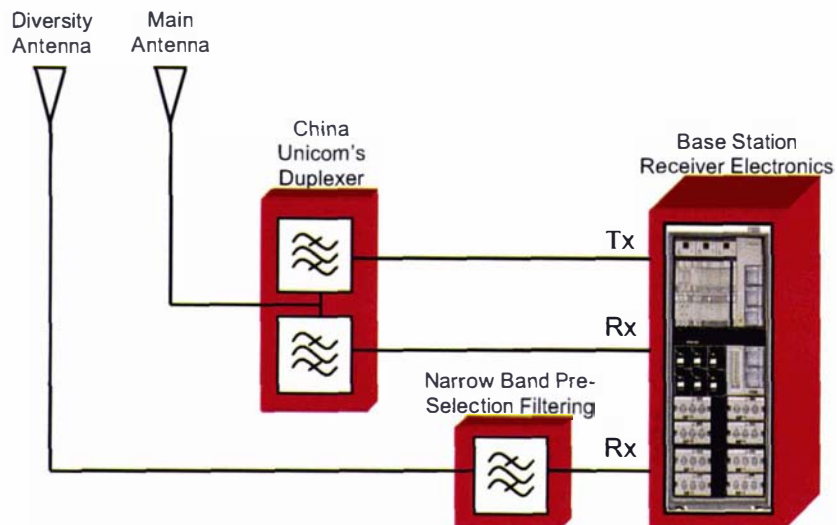 Diversity
Antenna
Main
Antenna
China
Unicom's
Duplexer
Base Station
Receiver Electronics
Tx
Rx
Narrow Band Pre-
Selection Filtering
Rx